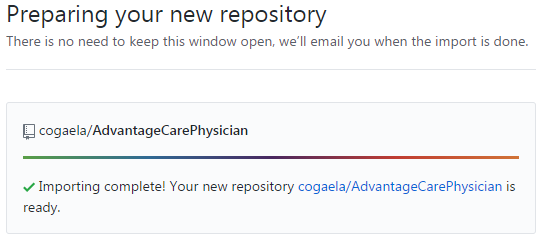 Preparing your new repository
There is no need to keep this window open, we'll email you when the import is done.
cogaela/AdvantageCarePhysician
Importing complete! Your new repository cogaela/AdvantageCarePhysician is
ready.